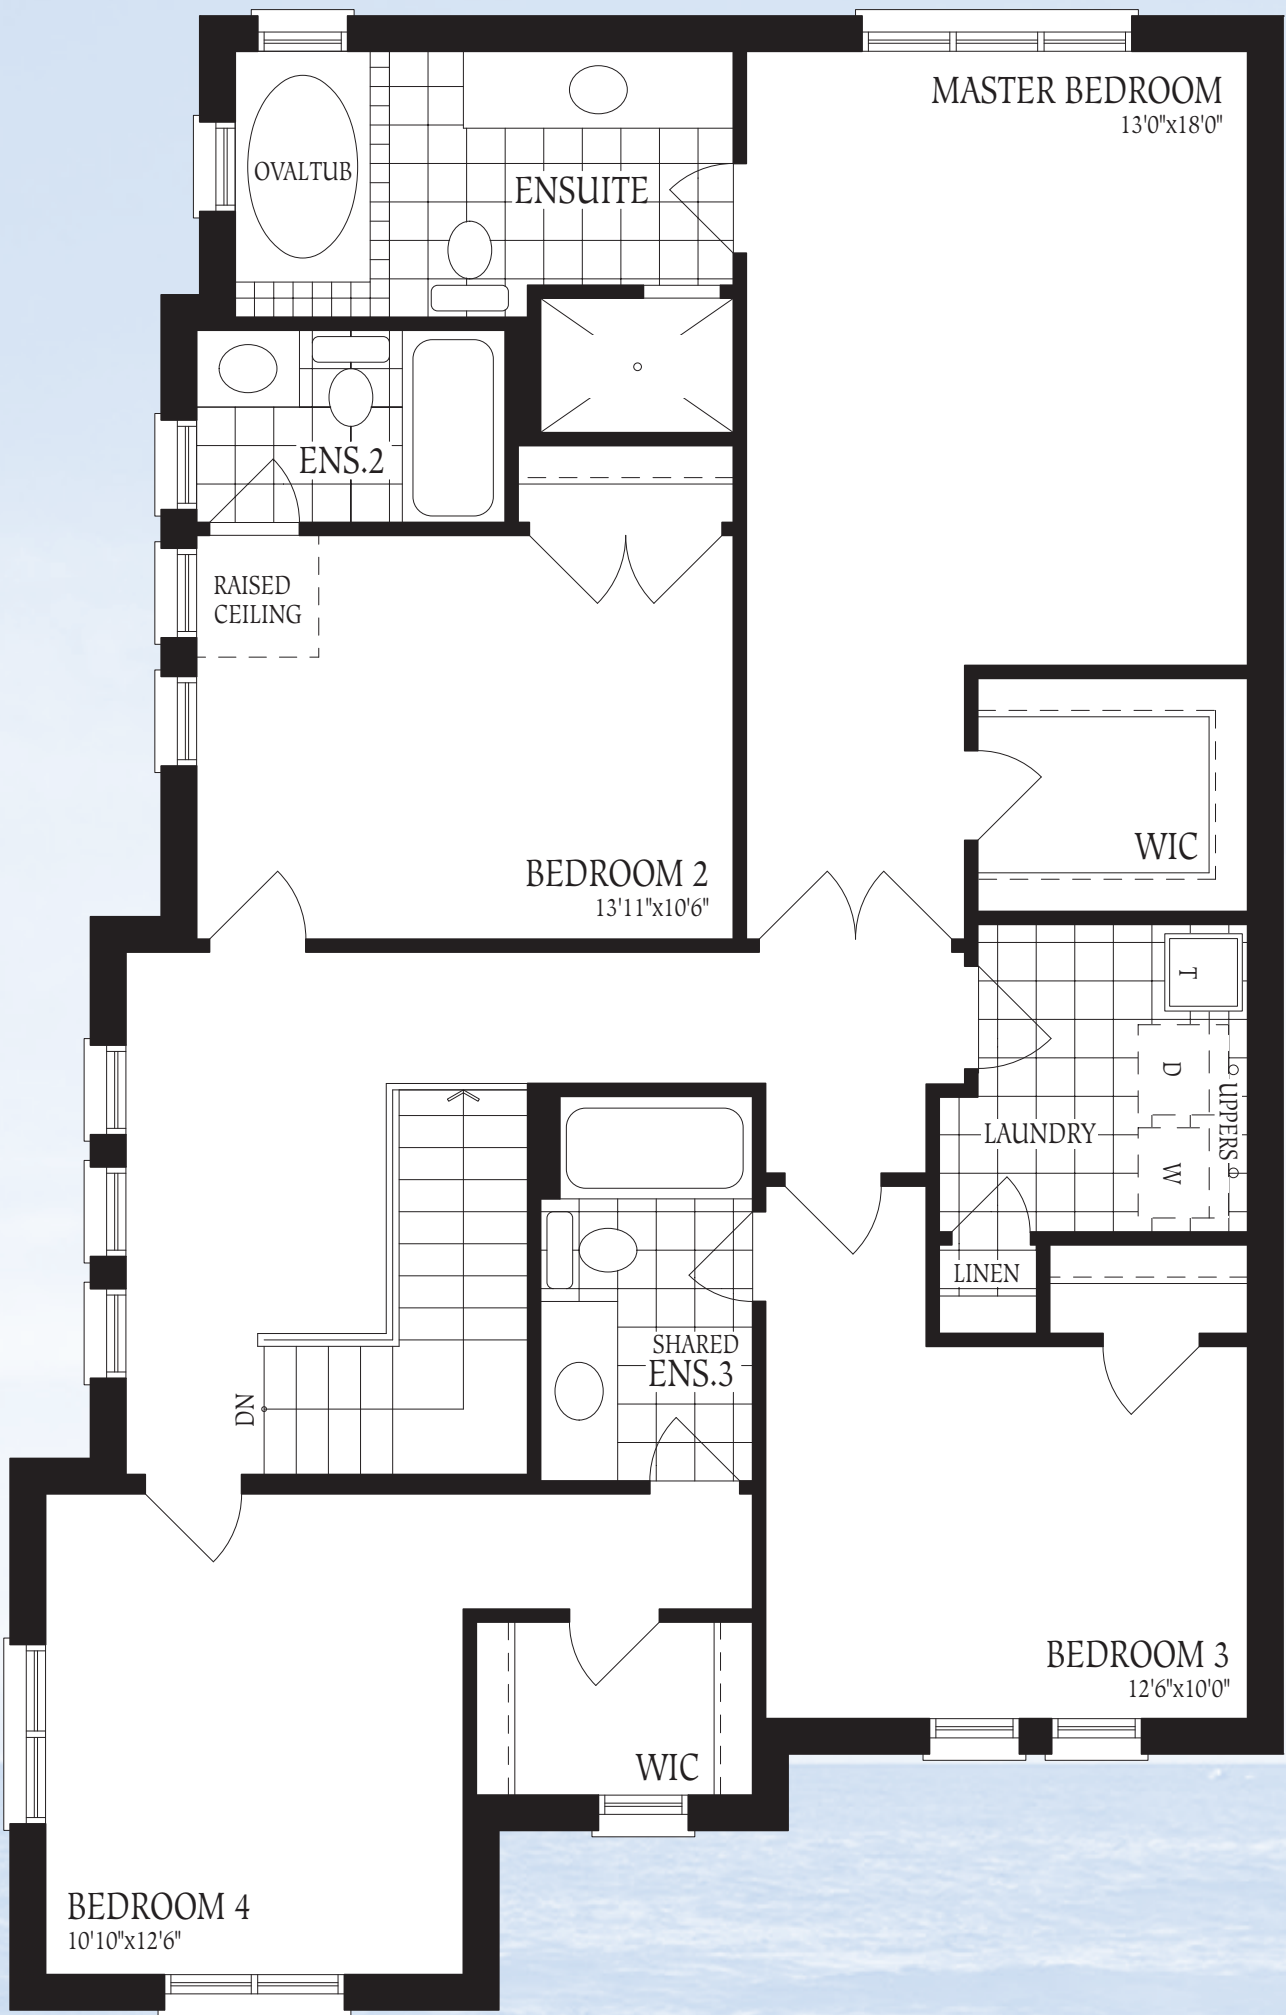 MASTER BEDROOM
13'0"x18'0"
OVALTUB
ENSUITE
ENS.2
RAISED
CEILING
BEDROOM 2
13'11"x10'6"
WIC
T
D
UPPERS
LAUNDRY
W
LINEN
SHARED
ENS.3
DN
BEDROOM 3
12'6"x10'0"
WIC
BEDROOM 4
10'10"x12'6"